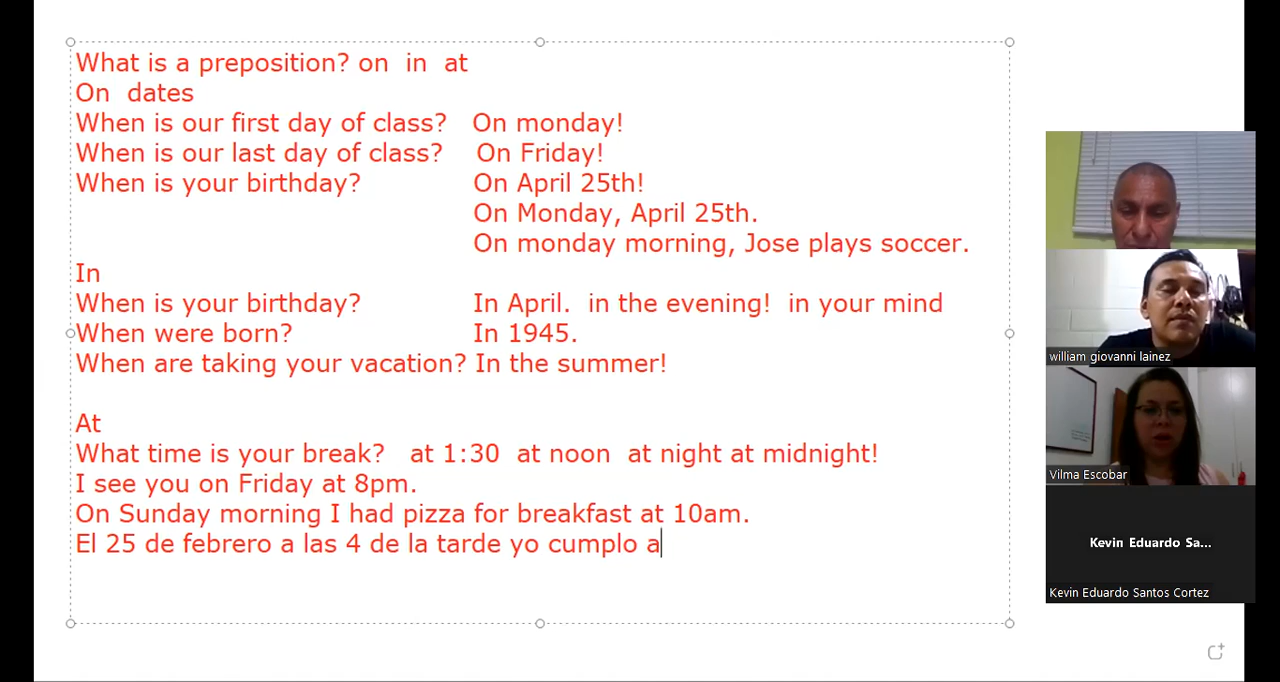 What is a preposition? on in at
On dates
When is our first day of class? On monday!
When is our last day of class? On Friday!
When is your birthday? On April 25th!
On Monday, April 25th.
On monday morning, Jose plays soccer.
In
When is your birthday? In April. in the evening! in your mind
When were born? In 1945.
When are taking your vacation? In the summer!
At
What time is your break? at 1:30 at noon at night at midnight!
I see you on Friday at 8pm.
On Sunday morning I had pizza for breakfast at 10am.
El 25 de febrero a las 4 de la tarde yo cumplo a
william giovanni lainez
Vilma Escobar
Kevin Eduardo Sa...
Kevin Eduardo Santos Cortez